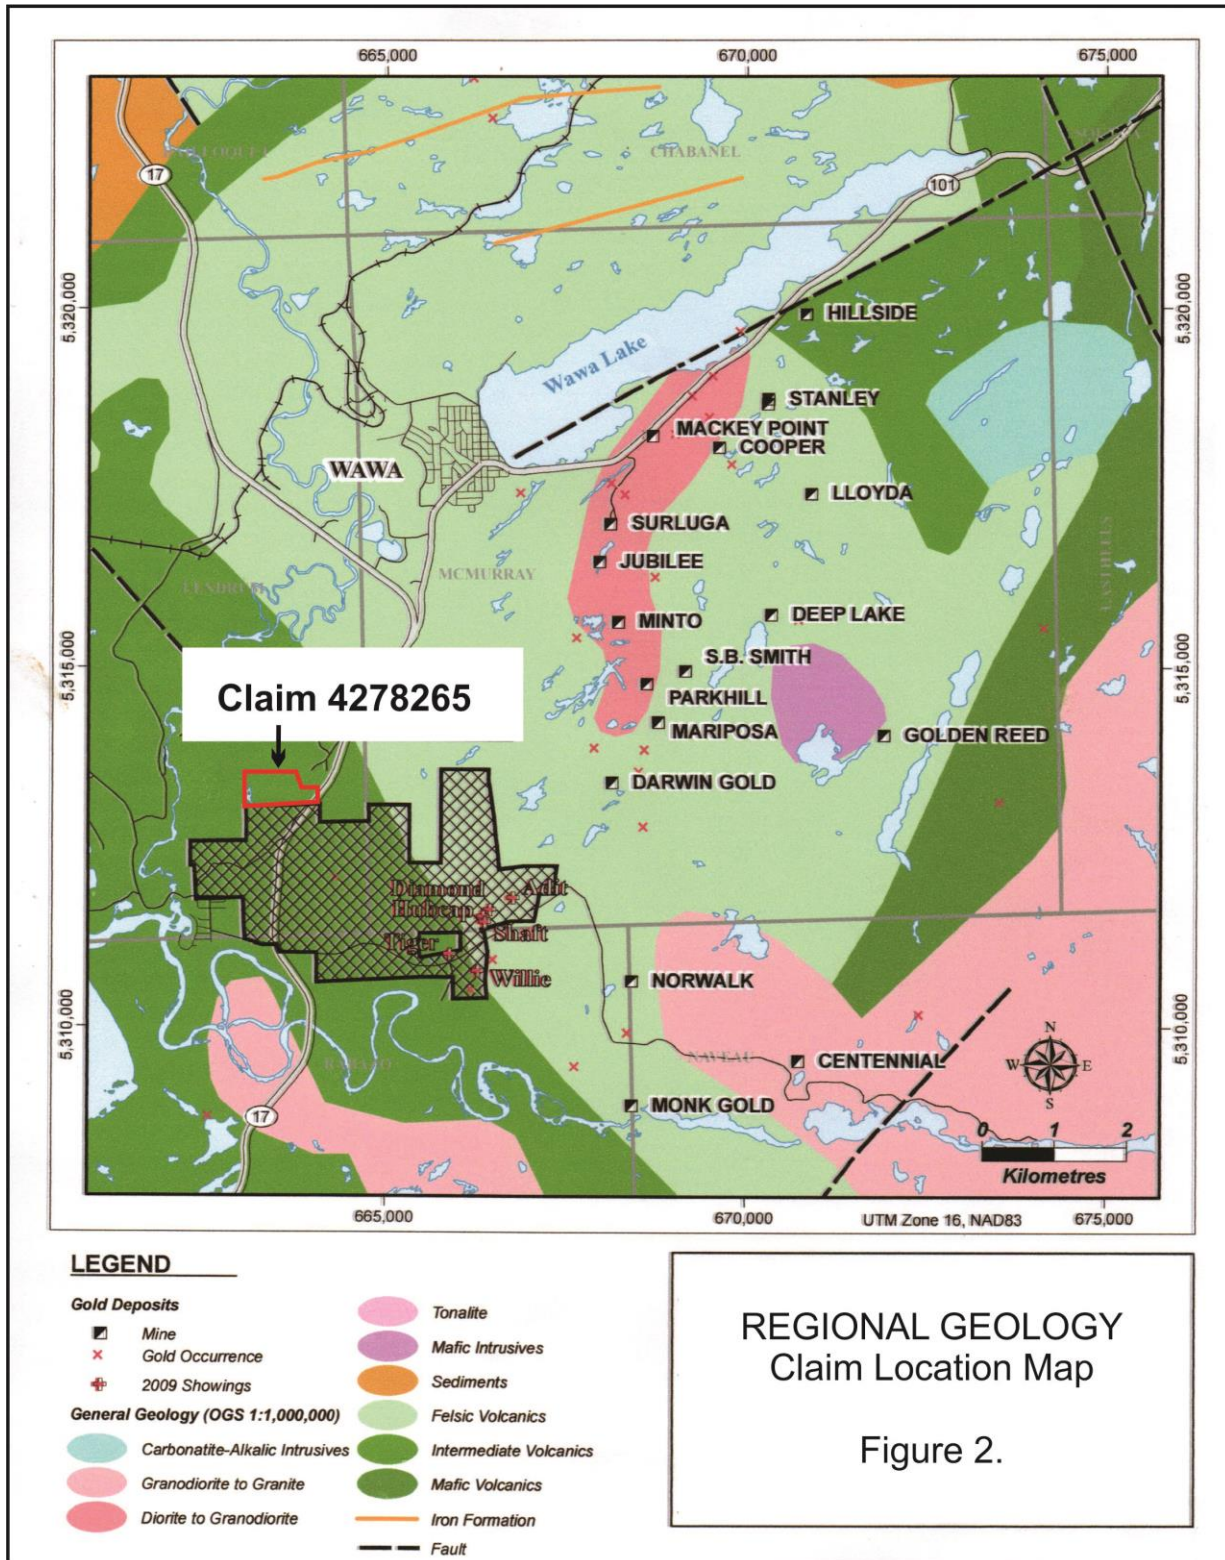 665,000
670,000
675,000
CHABANEL
17
101
5,320,000
5,320,000
HILLSIDE
Wawa Lake
STANLEY
MACKEY POINT
COOPER
WAWA
LLOYDA
SURLUGA
JUBILEE
MCMURRAY
LENDRUM
LASTHEELS
MINTO
DEEP LAKE
5,315,000
5,315,000
S.B. SMITH
Claim 4278265
PARKHILL
MARIPOSA
GOLDEN REED
DARWIN GOLD
Diamond
Adit
Hubcap
Shaft
Tiger
Willie
NORWALK
5,310,000
5,310,000
NAVEAU
CENTENNIAL
RABAZO
N
W
E
S
17
MONK GOLD
0 1 2
Kilometres
665,000
670,000
UTM Zone 16, NAD83
675,000
LEGEND
Gold Deposits
Mine
Gold Occurrence
2009 Showings
General Geology (OGS 1:1,000,000)
Carbonatite-Alkalic Intrusives
Granodiorite to Granite
Diorite to Granodiorite
Tonalite
Mafic Intrusives
Sediments
Felsic Volcanics
Intermediate Volcanics
Mafic Volcanics
Iron Formation
Fault
REGIONAL GEOLOGY
Claim Location Map
Figure 2.